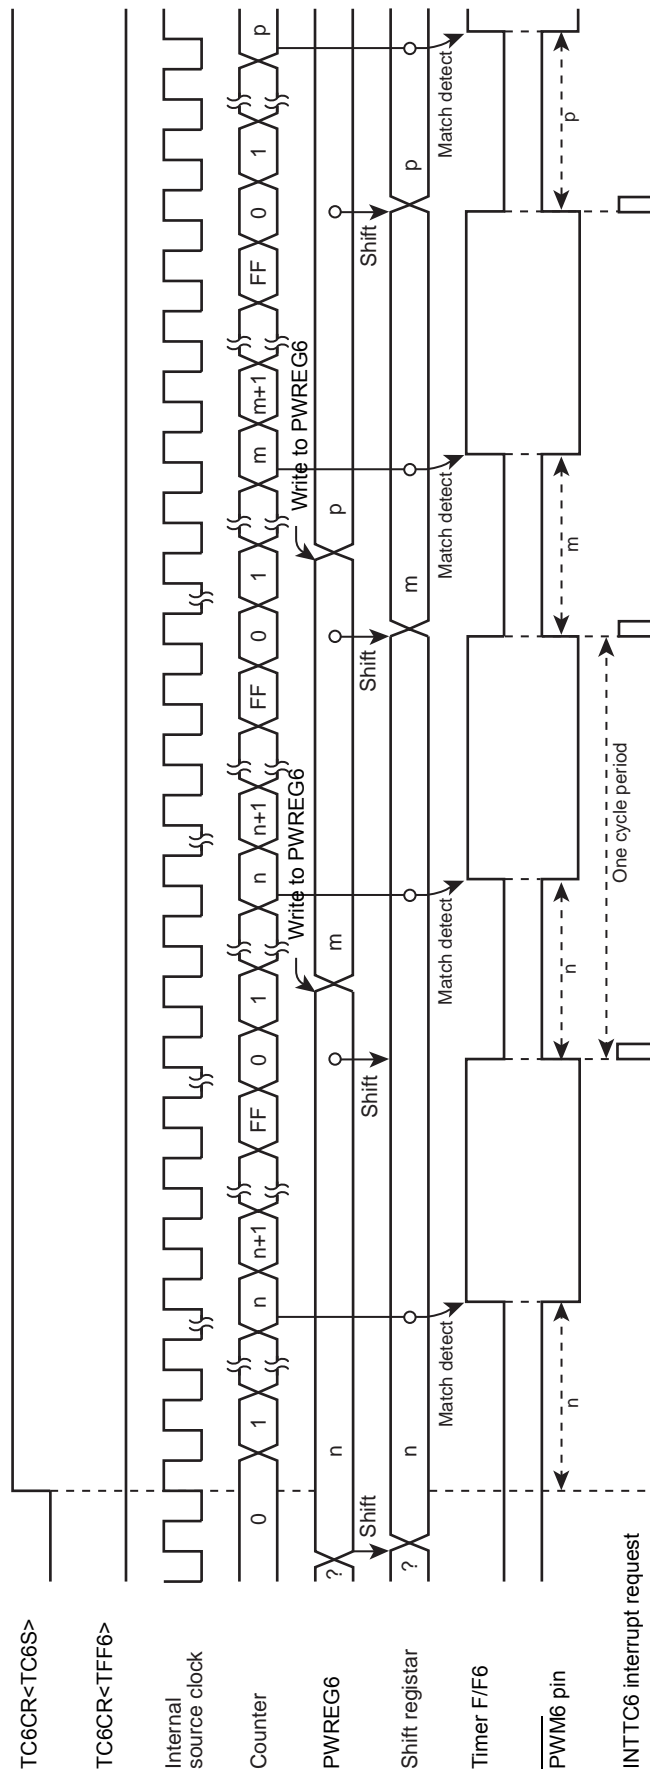 TC6CR<TC6S>
TC6CR<TFF6>
Internal
source clock
Counter 0 1 n n+1 FF 0 1 n n+1 FF 0 1 m m+1 FF 0 1 p
Write to PWREG6 Write to PWREG6
PWREG6 ? n m p
Shift Shift Shift Shift
Shift registar ? n m p
Match detect Match detect Match detect Match detect
Timer F/F6
PWM6 pin n n m p
One cycle period
INTTC6 interrupt request